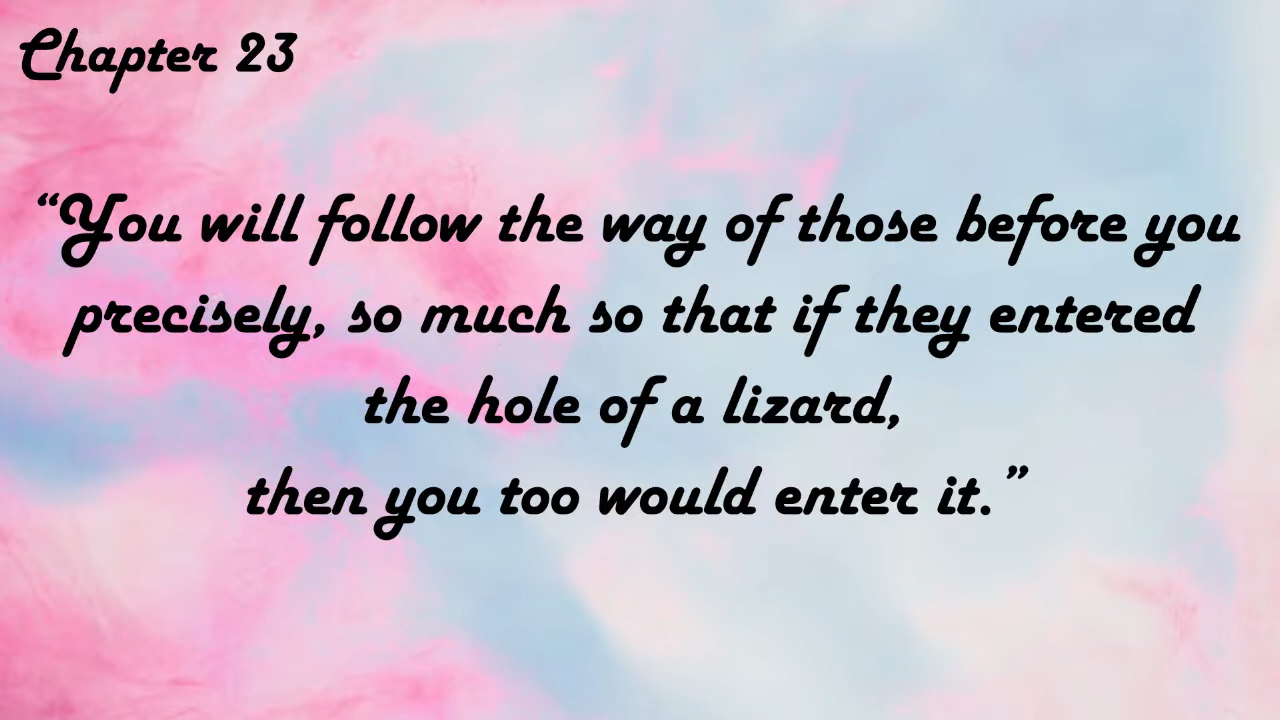 Chapter 23
“You will follow the way of those before you
precisely, so much so that if they entered
the hole of a lizard,
then you too would enter it.”